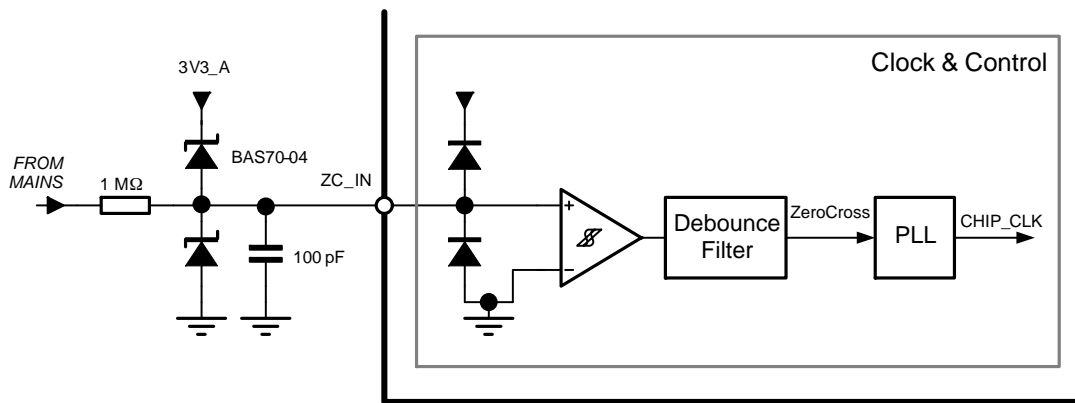 Clock & Control
3V3_A
BAS70-04
FROM
MAINS
1 MΩ
ZC_IN
100 pF
+
−
Debounce
Filter
ZeroCross
PLL
CHIP_CLK